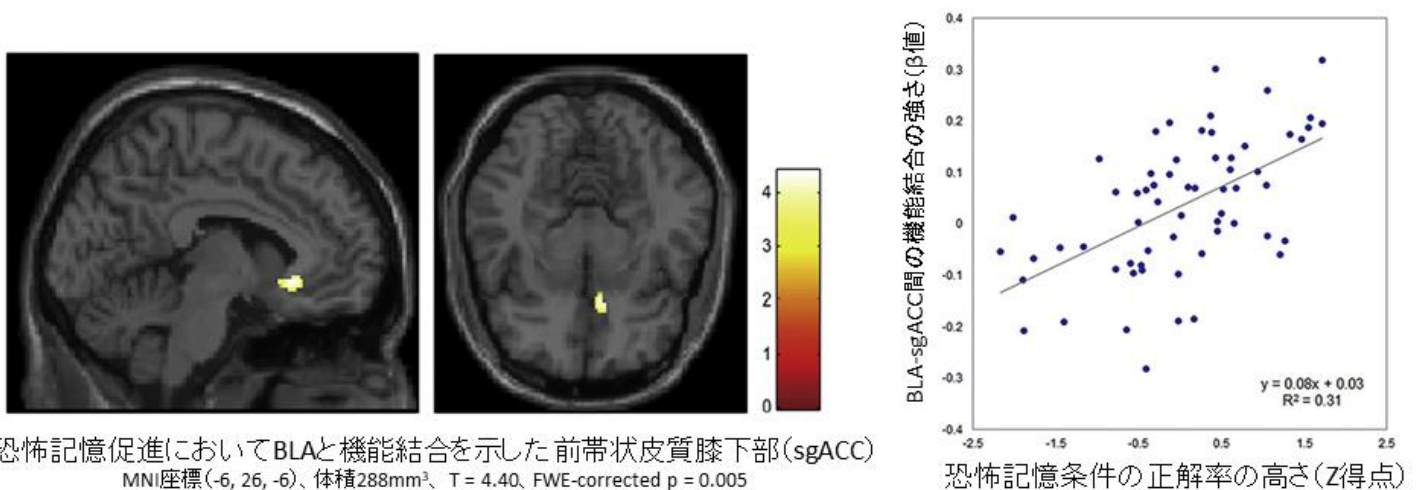 4
3
2
1
0
恐怖記憶促進においてBLAと機能結合を示した前帯状皮質膝下部(sgACC)
MNI座標(-6, 26, -6)、体積288mm³、 T = 4.40、 FWE-corrected p = 0.005
BLA-sgACC間の機能結合の強さ(β値)
0.4
0.3
0.2
0.1
0
-0.1
-0.2
-0.3
-0.4
y = 0.08x + 0.03
R² = 0.31
-2.5 -1.5 -0.5 0.5 1.5 2.5
恐怖記憶条件の正解率の高さ(Z得点)